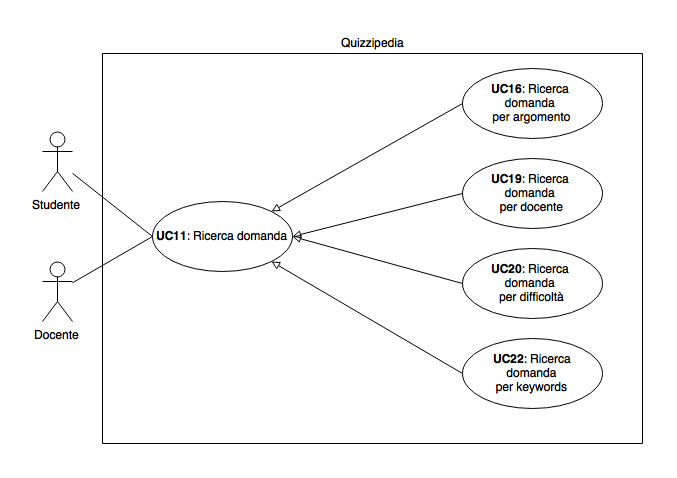 Quizzipedia
UC16: Ricerca
domanda
per argomento
Studente
UC19: Ricerca
domanda
per docente
UC11: Ricerca domanda
Docente
UC20: Ricerca
domanda
per difficoltà
UC22: Ricerca
domanda
per keywords